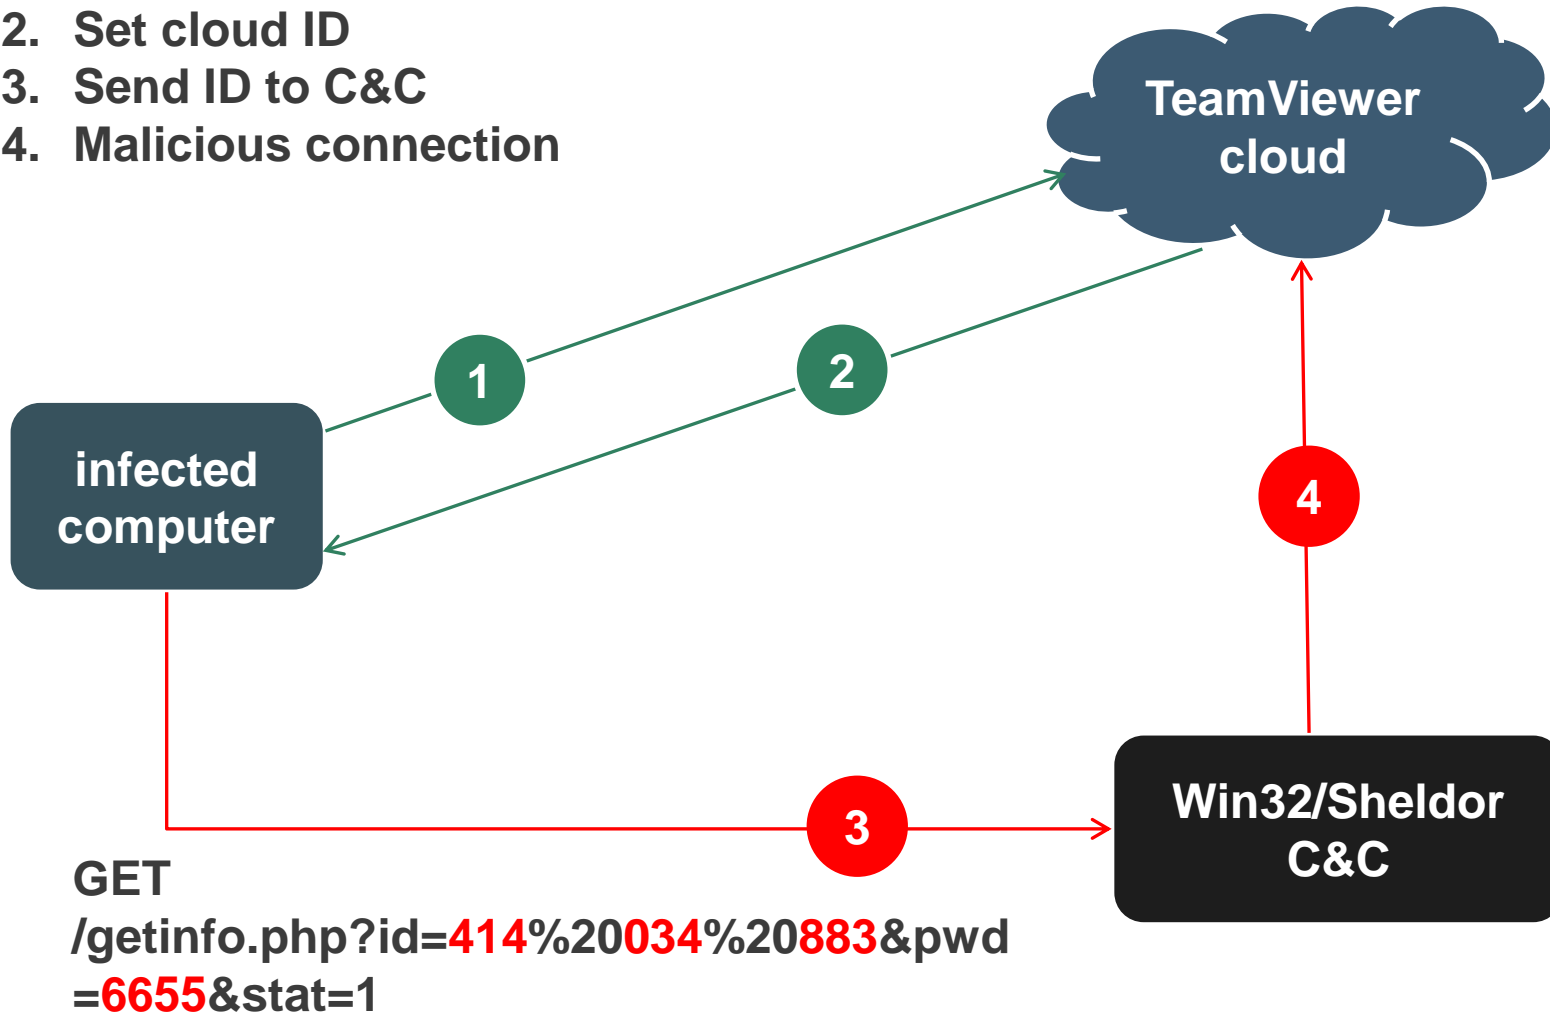 2. Set cloud ID
3. Send ID to C&C
4. Malicious connection
TeamViewer
cloud
1
2
infected
computer
4
3
Win32/Sheldor
C&C
GET
/getinfo.php?id=414%20034%20883&pwd
=6655&stat=1